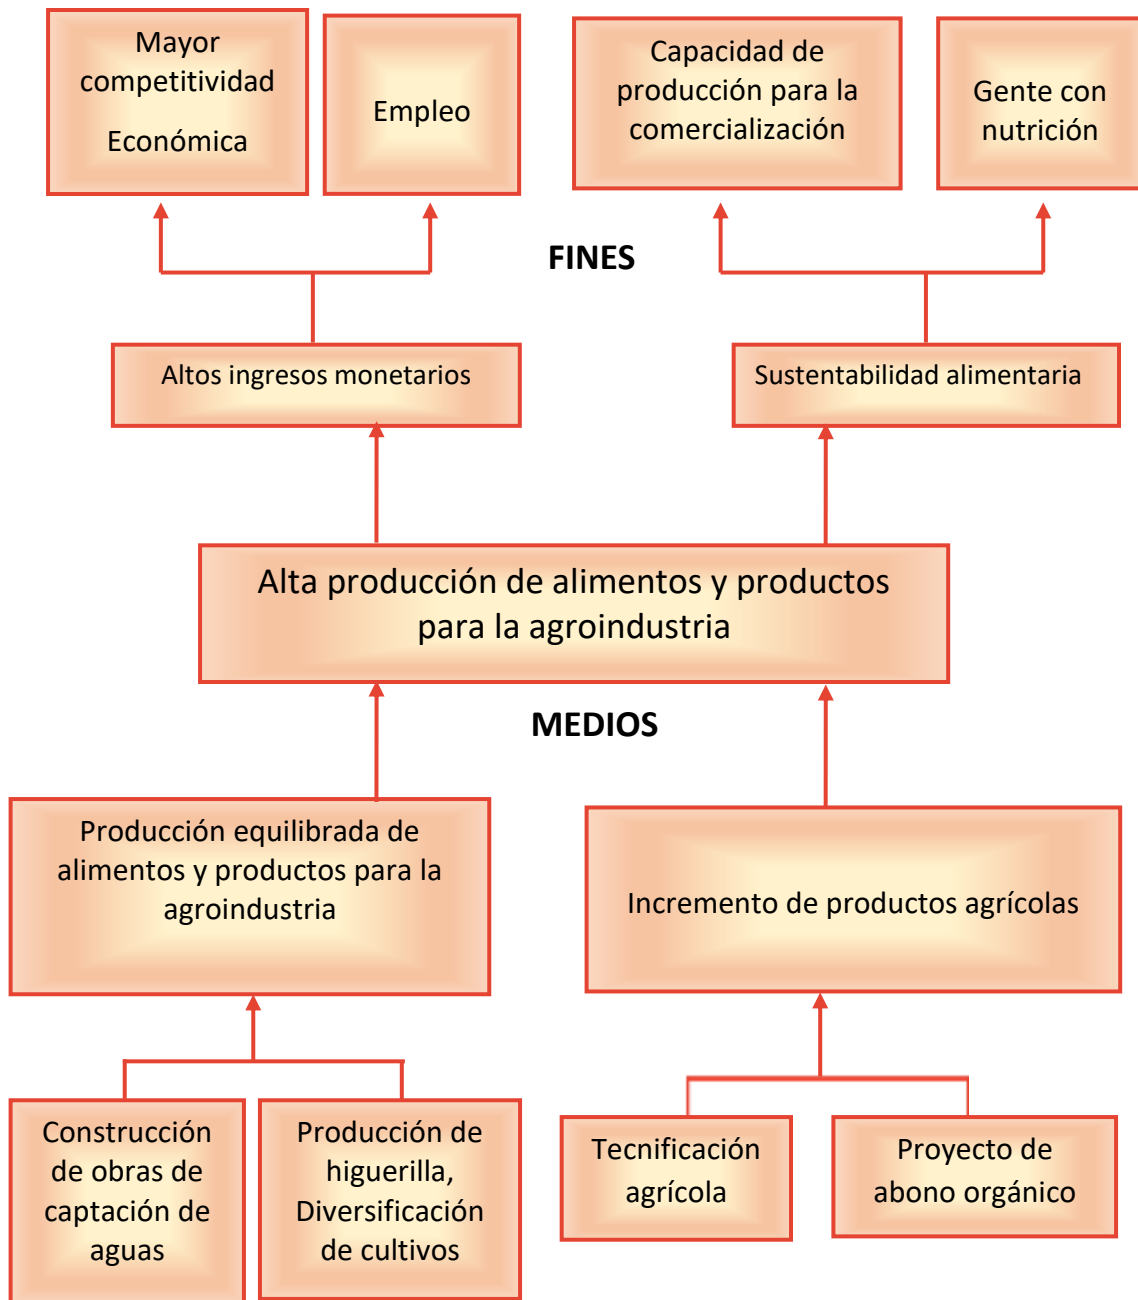 Mayor
competitividad
Económica
Empleo
Capacidad de
producción para la
comercialización
Gente con
nutrición
FINES
Altos ingresos monetarios
Sustentabilidad alimentaria
Alta producción de alimentos y productos
para la agroindustria
MEDIOS
Producción equilibrada de
alimentos y productos para la
agroindustria
Incremento de productos agrícolas
Construcción
de obras de
captación de
aguas
Producción de
higuerilla,
Diversificación
de cultivos
Tecnificación
agrícola
Proyecto de
abono orgánico